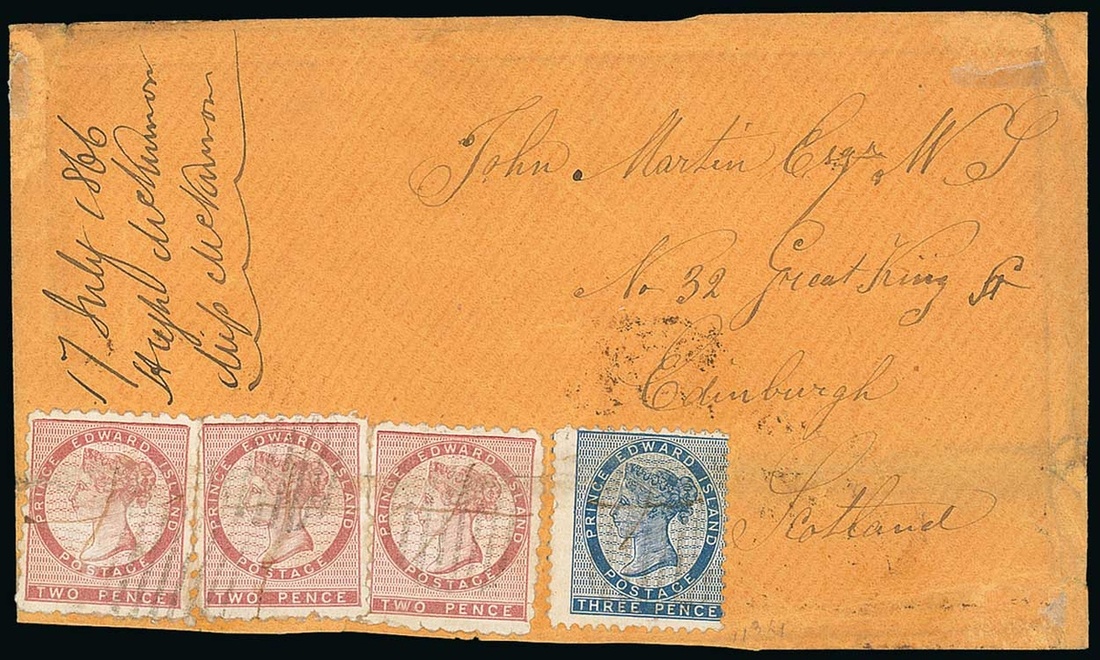 John Martin Esqr W S
No 32 Great King St
Edinburgh
Scotland
17 July 1866
Hugh McKinnon
Miss McKinnon
PRINCE EDWARD ISLAND
POSTAGE
TWO PENCE
PRINCE EDWARD ISLAND
POSTAGE
TWO PENCE
PRINCE EDWARD ISLAND
POSTAGE
TWO PENCE
PRINCE EDWARD ISLAND
POSTAGE
THREE PENCE